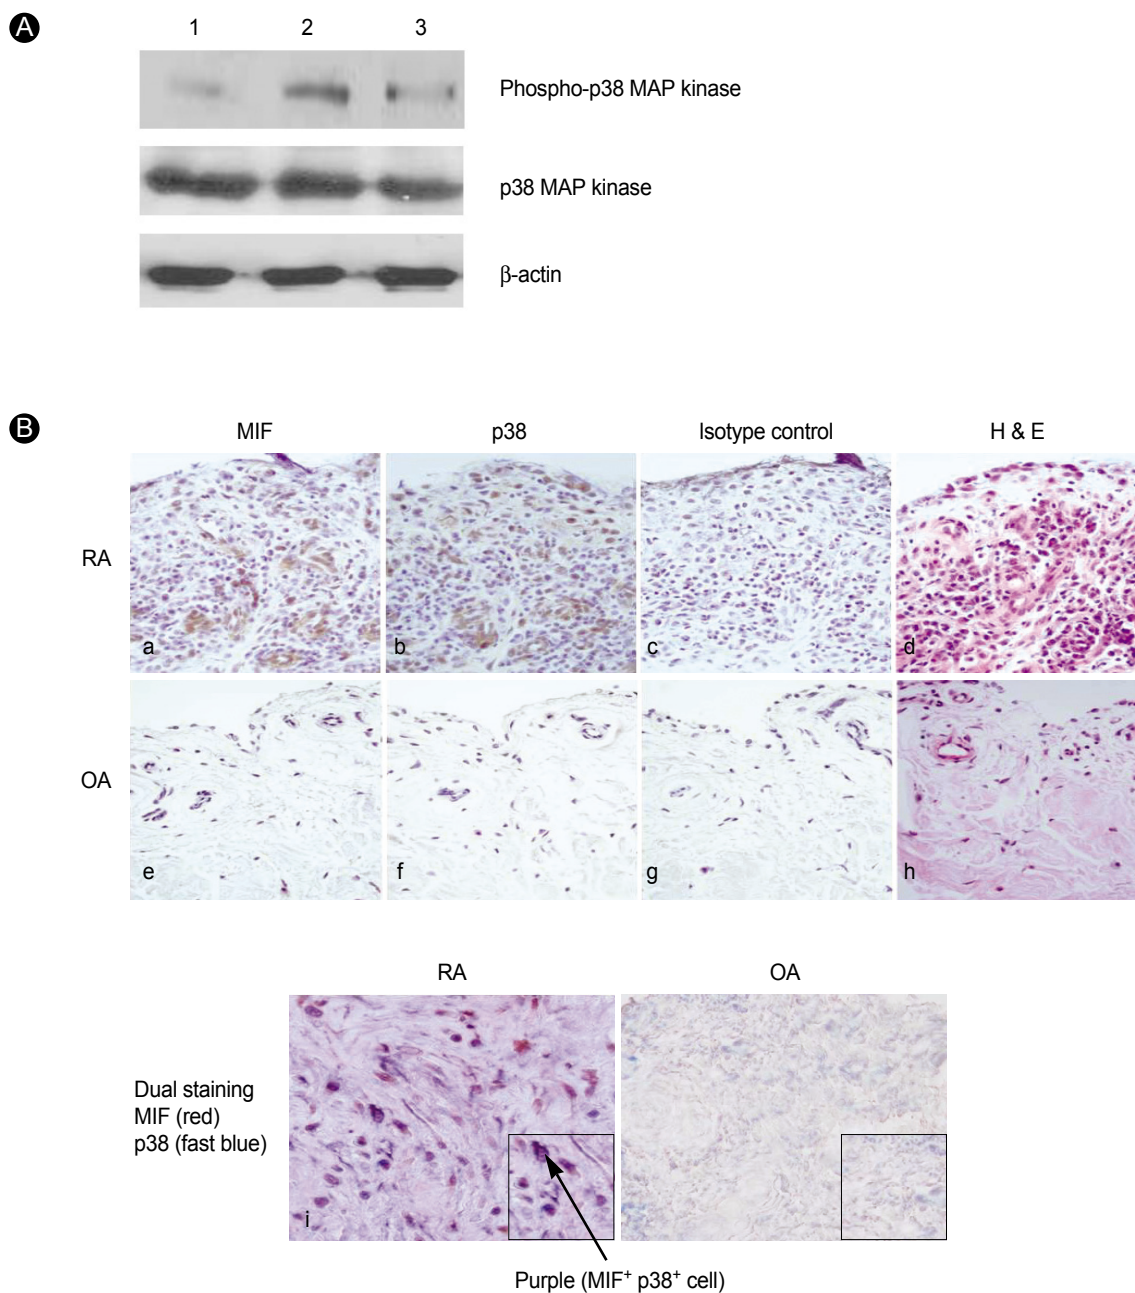 A
1 2 3
Phospho-p38 MAP kinase
p38 MAP kinase
β-actin
B
MIF p38 Isotype control H & E
RA
a b c d
OA
e f g h
RA OA
Dual staining
MIF (red)
p38 (fast blue)
i
Purple (MIF⁺ p38⁺ cell)